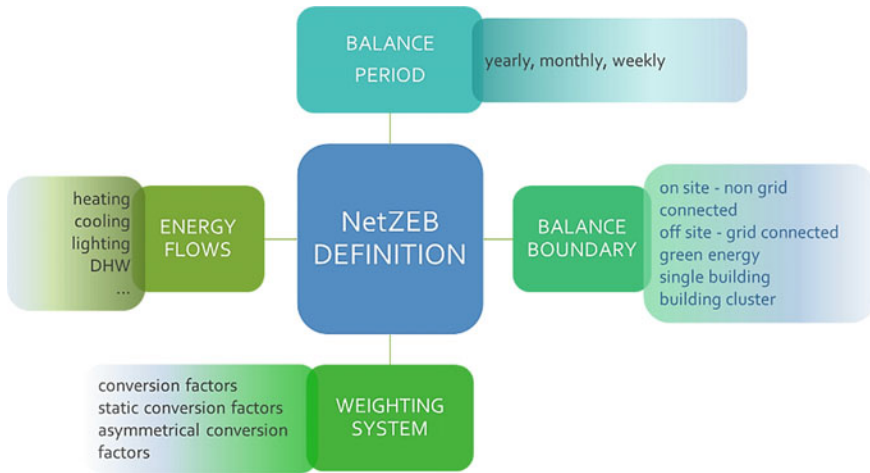 BALANCE
PERIOD
yearly, monthly, weekly
heating
cooling
lighting
DHW
...
ENERGY
FLOWS
NetZEB
DEFINITION
BALANCE
BOUNDARY
on site - non grid
connected
off site - grid connected
green energy
single building
building cluster
conversion factors
static conversion factors
asymmetrical conversion
factors
WEIGHTING
SYSTEM